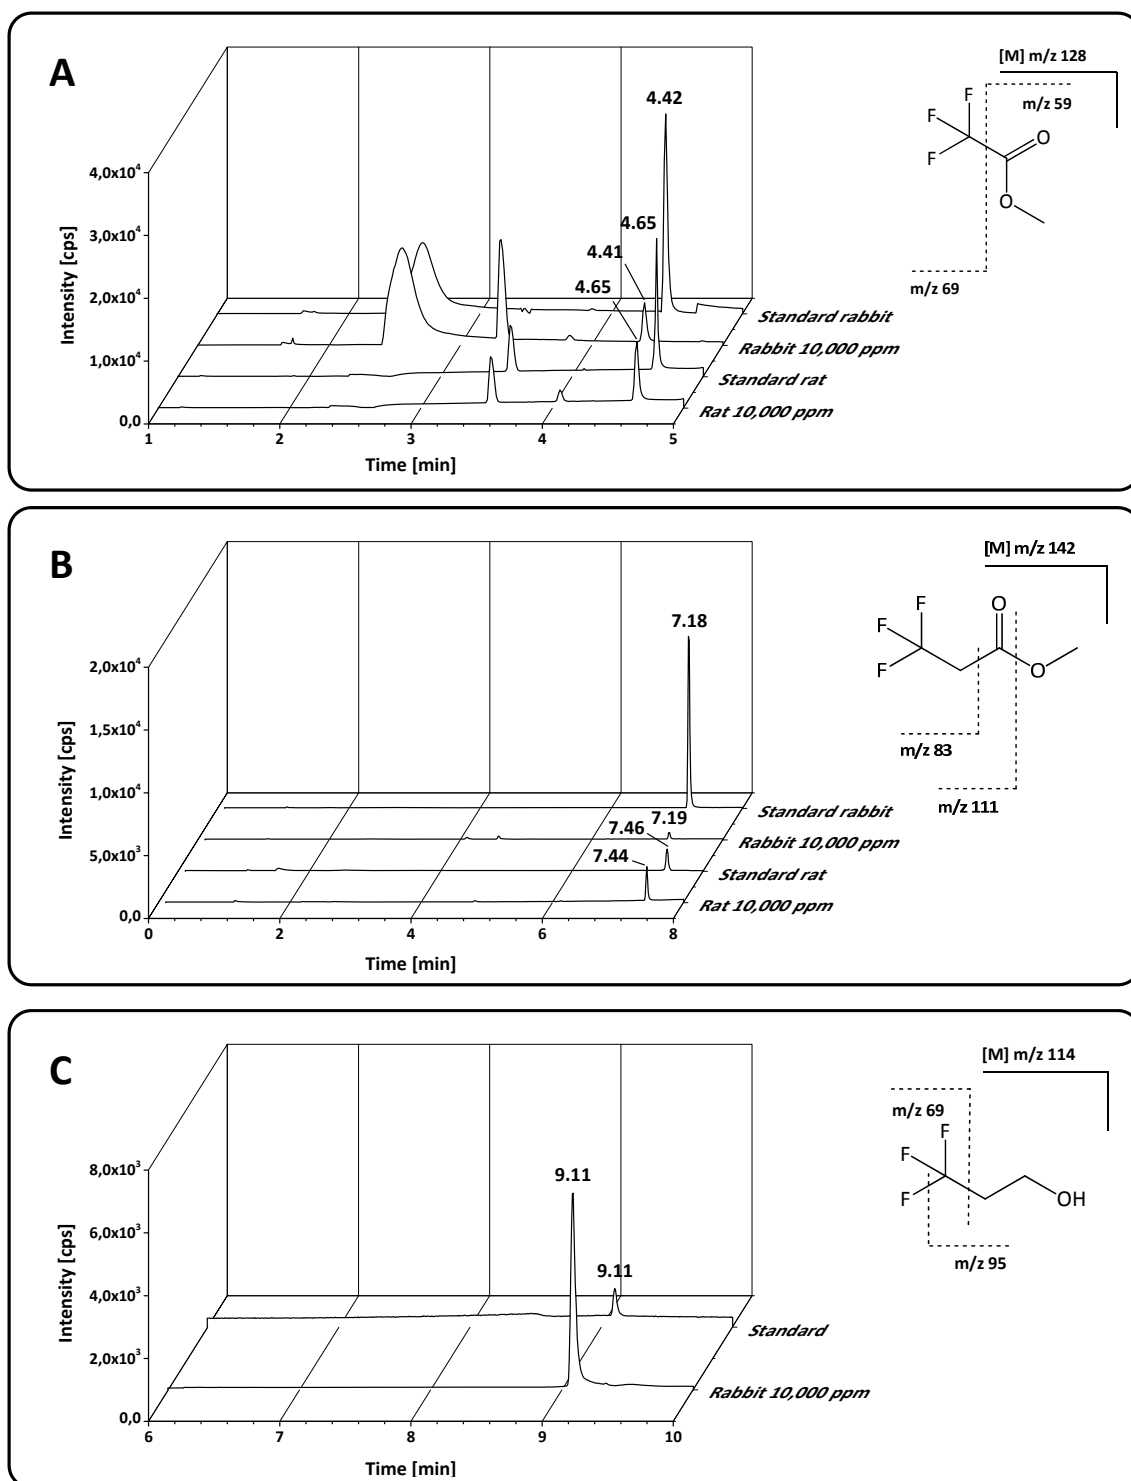 A
[M] m/z 128
m/z 59
F
F
F
O
O
m/z 69
4.42
4.65
4.41
4.65
4,0x10⁴
3,0x10⁴
2,0x10⁴
1,0x10⁴
0,0
Intensity [cps]
Standard rabbit
Rabbit 10,000 ppm
Standard rat
Rat 10,000 ppm
1 2 3 4 5
Time [min]
B
[M] m/z 142
F
O
F
F
O
m/z 83
m/z 111
7.18
7.19
7.46
7.44
2,0x10⁴
1,5x10⁴
1,0x10⁴
5,0x10³
0,0
Intensity [cps]
Standard rabbit
Rabbit 10,000 ppm
Standard rat
Rat 10,000 ppm
0 2 4 6 8
Time [min]
C
[M] m/z 114
m/z 69
F
F
F
OH
m/z 95
9.11
9.11
8,0x10³
6,0x10³
4,0x10³
2,0x10³
0,0
Intensity [cps]
Standard
Rabbit 10,000 ppm
6 7 8 9 10
Time [min]